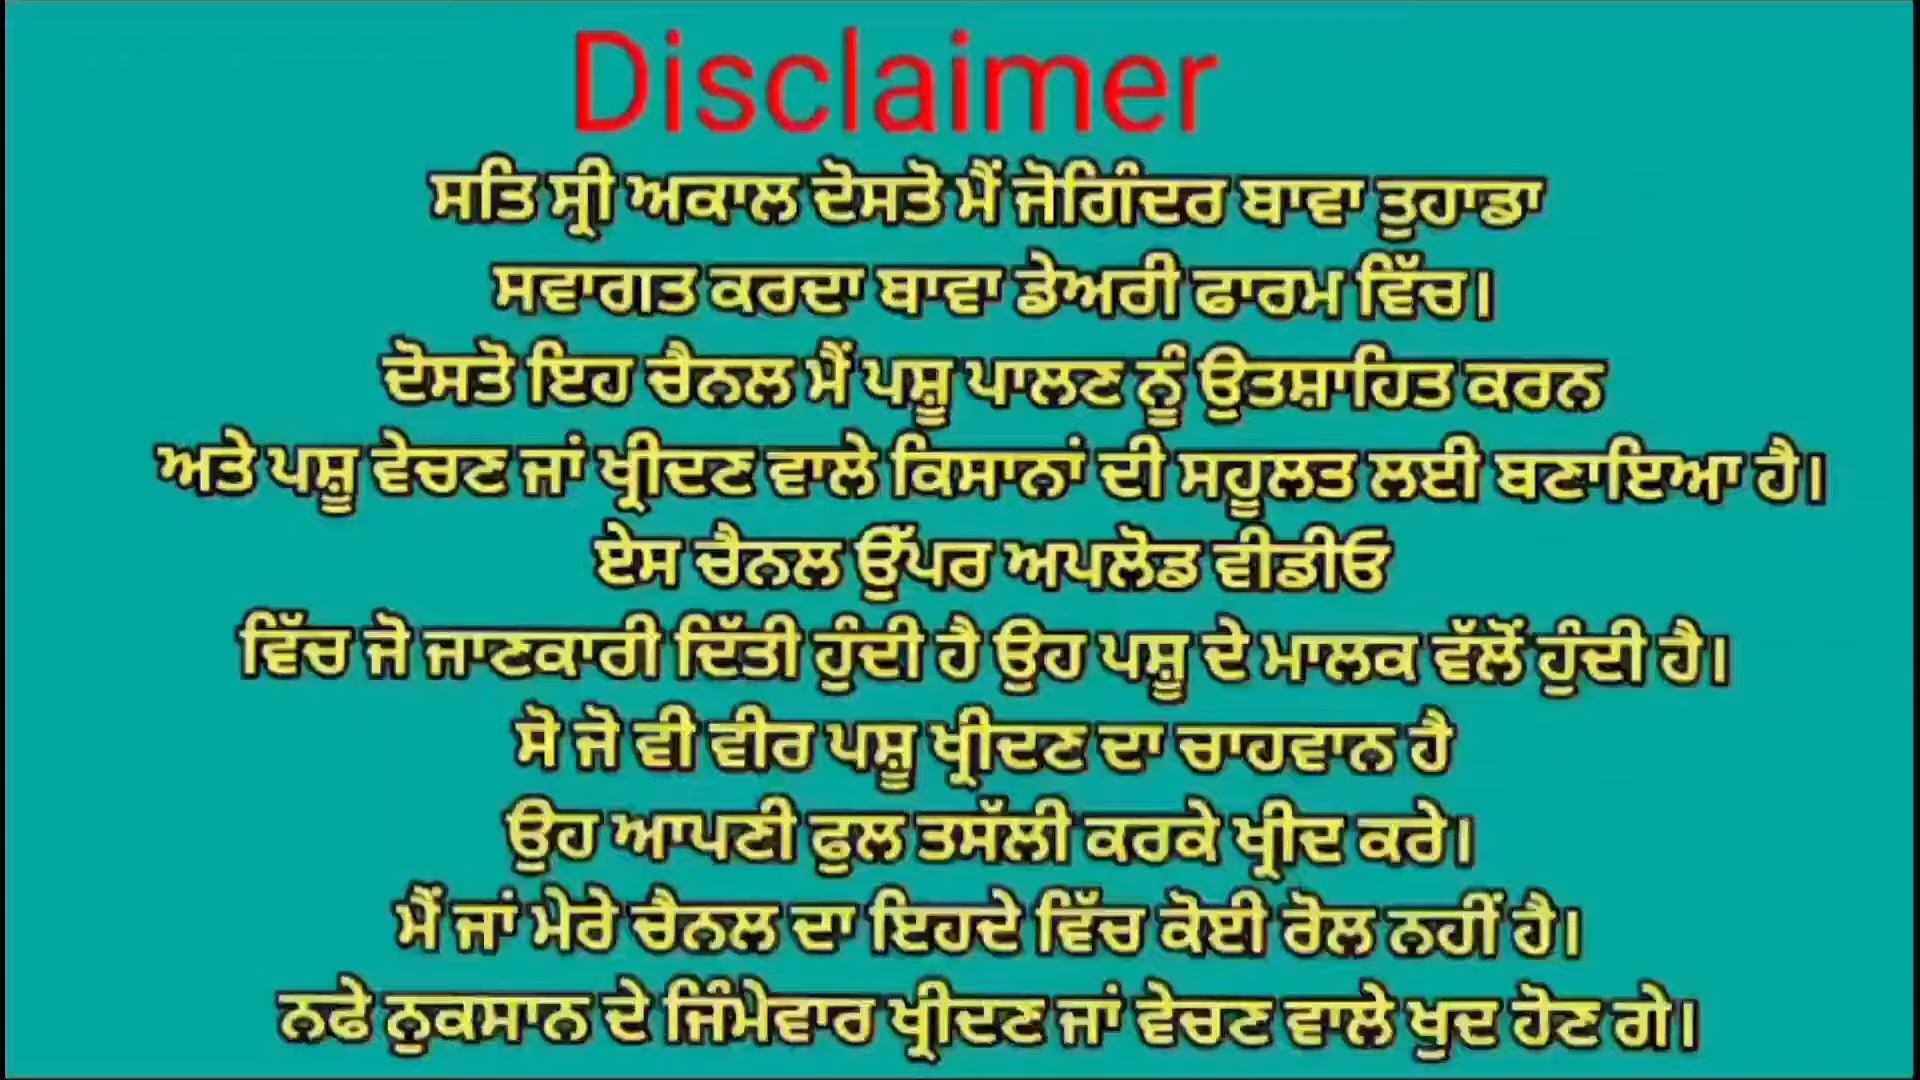 Disclaimer
ਸਤਿ ਸ੍ਰੀ ਅਕਾਲ ਦੋਸਤੋ ਮੈਂ ਜੋਗਿੰਦਰ ਬਾਵਾ ਤੁਹਾਡਾ
ਸਵਾਗਤ ਕਰਦਾ ਬਾਵਾ ਡੇਅਰੀ ਫਾਰਮ ਵਿੱਚ।
ਦੋਸਤੋ ਇਹ ਚੈਨਲ ਮੈਂ ਪਸ਼ੂ ਪਾਲਣ ਨੂੰ ਉਤਸ਼ਾਹਿਤ ਕਰਨ
ਅਤੇ ਪਸ਼ੂ ਵੇਚਣ ਜਾਂ ਖ੍ਰੀਦਣ ਵਾਲੇ ਕਿਸਾਨਾਂ ਦੀ ਸਹੂਲਤ ਲਈ ਬਣਾਇਆ ਹੈ।
ਏਸ ਚੈਨਲ ਉੱਪਰ ਅਪਲੋਡ ਵੀਡੀਓ
ਵਿੱਚ ਜੋ ਜਾਣਕਾਰੀ ਦਿੱਤੀ ਹੁੰਦੀ ਹੈ ਉਹ ਪਸ਼ੂ ਦੇ ਮਾਲਕ ਵੱਲੋਂ ਹੁੰਦੀ ਹੈ।
ਸੋ ਜੋ ਵੀ ਵੀਰ ਪਸ਼ੂ ਖ੍ਰੀਦਣ ਦਾ ਚਾਹਵਾਨ ਹੈ
ਉਹ ਆਪਣੀ ਫੁਲ ਤਸੱਲੀ ਕਰਕੇ ਖ੍ਰੀਦ ਕਰੇ।
ਮੈਂ ਜਾਂ ਮੇਰੇ ਚੈਨਲ ਦਾ ਇਹਦੇ ਵਿੱਚ ਕੋਈ ਰੋਲ ਨਹੀਂ ਹੈ।
ਨਫੇ ਨੁਕਸਾਨ ਦੇ ਜਿੰਮੇਵਾਰ ਖ੍ਰੀਦਣ ਜਾਂ ਵੇਚਣ ਵਾਲੇ ਖੁਦ ਹੋਣ ਗੇ।